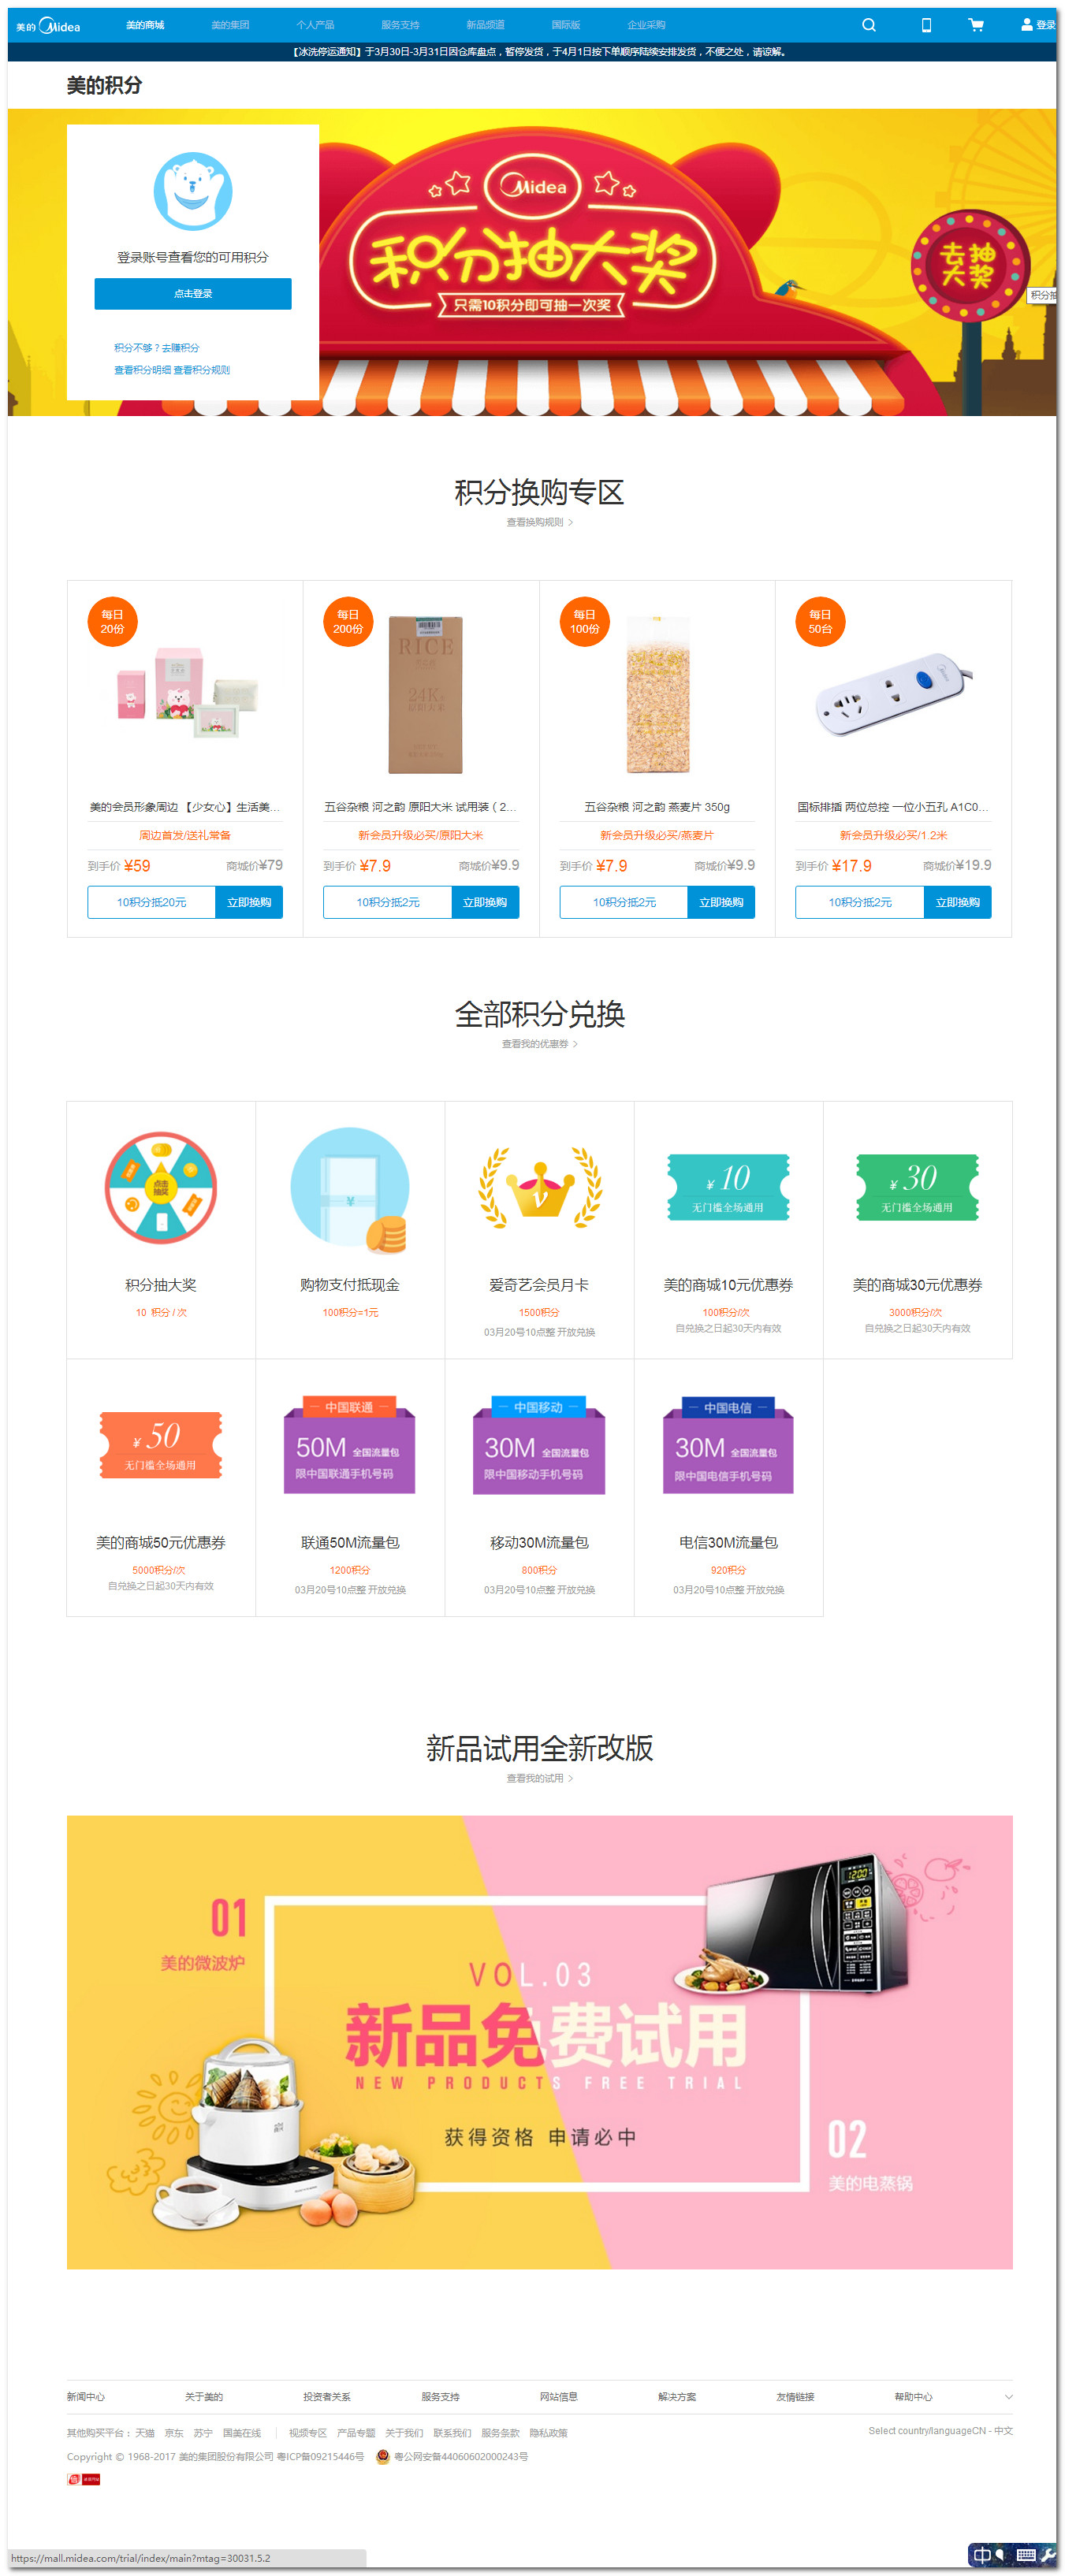 美的 Midea 美的商城 美的集团 个人产品 服务支持 新品频道 国际版 企业采购 登录
【冰洗停运通知】于3月30日-3月31日因仓库盘点，暂停发货，于4月1日按下单顺序陆续安排发货，不便之处，请谅解。
美的积分
登录账号查看您的可用积分
点击登录
积分不够？去赚积分
查看积分明细 查看积分规则
Midea
积分抽大奖
只需10积分即可抽一次奖
去抽
大奖
积分抽
积分换购专区
查看换购规则 >
每日
20份
美的会员形象周边 【少女心】生活美...
周边首发/送礼常备
到手价 ¥59 商城价¥79
10积分抵20元 立即换购
每日
200份
RICE
24K
原阳大米
五谷杂粮 河之韵 原阳大米 试用装 ( 2...
新会员升级必买/原阳大米
到手价 ¥7.9 商城价¥9.9
10积分抵2元 立即换购
每日
100份
五谷杂粮 河之韵 燕麦片 350g
新会员升级必买/燕麦片
到手价 ¥7.9 商城价¥9.9
10积分抵2元 立即换购
每日
50台
国标排插 两位总控 一位小五孔 A1C0...
新会员升级必买/1.2米
到手价 ¥17.9 商城价¥19.9
10积分抵2元 立即换购
全部积分兑换
查看我的优惠券 >
点击
抽奖
积分抽大奖
10 积分 / 次
¥
购物支付抵现金
100积分=1元
V
爱奇艺会员月卡
1500积分
03月20号10点整 开放兑换
¥ 10
无门槛全场通用
美的商城10元优惠券
100积分/次
自兑换之日起30天内有效
¥ 30
无门槛全场通用
美的商城30元优惠券
3000积分/次
自兑换之日起30天内有效
¥ 50
无门槛全场通用
美的商城50元优惠券
5000积分/次
自兑换之日起30天内有效
中国联通
50M 全国流量包
限中国联通手机号码
联通50M流量包
1200积分
03月20号10点整 开放兑换
中国移动
30M 全国流量包
限中国移动手机号码
移动30M流量包
800积分
03月20号10点整 开放兑换
中国电信
30M 全国流量包
限中国电信手机号码
电信30M流量包
920积分
03月20号10点整 开放兑换
新品试用全新改版
查看我的试用 >
01
美的微波炉
12:00
VOL.03
新品免费试用
NEW PRODUCTS FREE TRIAL
获得资格 申请必中
02
美的电蒸锅
新闻中心 关于美的 投资者关系 服务支持 网站信息 解决方案 友情链接 帮助中心
其他购买平台： 天猫 京东 苏宁 国美在线 | 视频专区 产品专题 关于我们 联系我们 服务条款 隐私政策 Select country/languageCN - 中文
Copyright © 1968-2017 美的集团股份有限公司 粤ICP备09215446号 粤公网安备44060602000243号
https://mall.midea.com/trial/index/main?mtag=30031.5.2
中